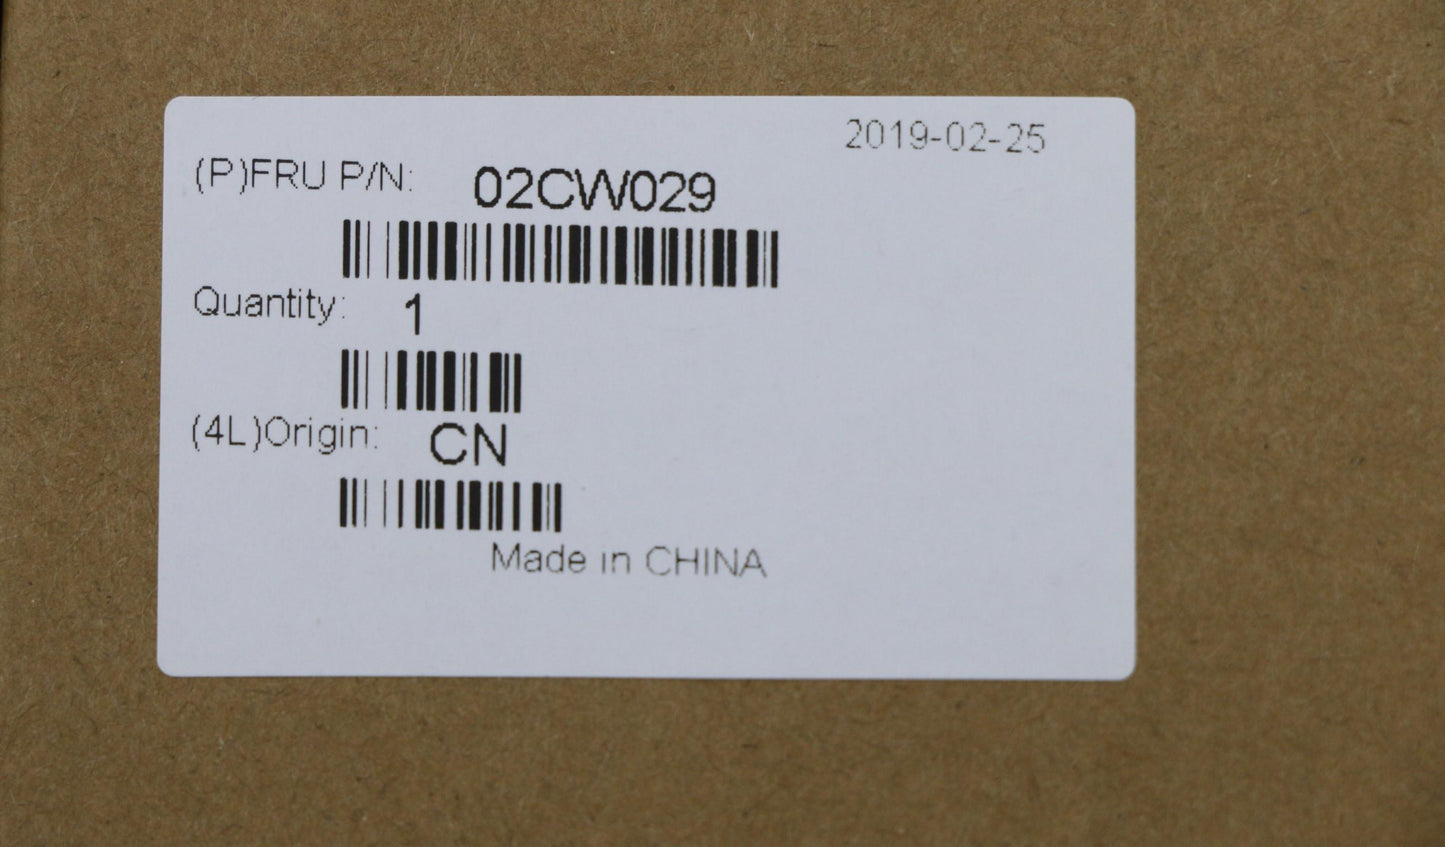 2019-02-25
(P)FRU P/N: 02CW029
Quantity: 1
(4L)Origin: CN
Made in CHINA